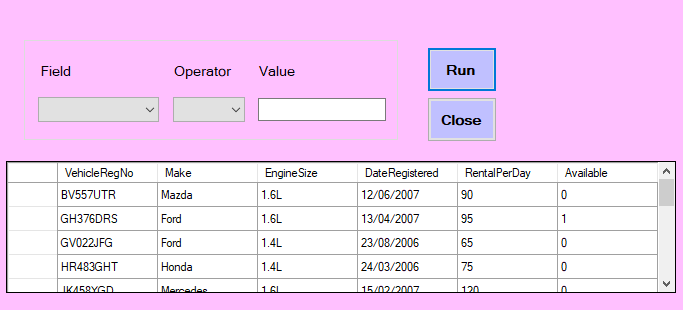 Field Operator Value
Run
Close
VehicleRegNo Make EngineSize DateRegistered RentalPerDay Available
BV557UTR Mazda 1.6L 12/06/2007 90 0
GH376DRS Ford 1.6L 13/04/2007 95 1
GV022JFG Ford 1.4L 23/08/2006 65 0
HR483GHT Honda 1.4L 24/03/2006 75 0
JK458YGD Mercedes 1.6L 15/02/2007 120 0